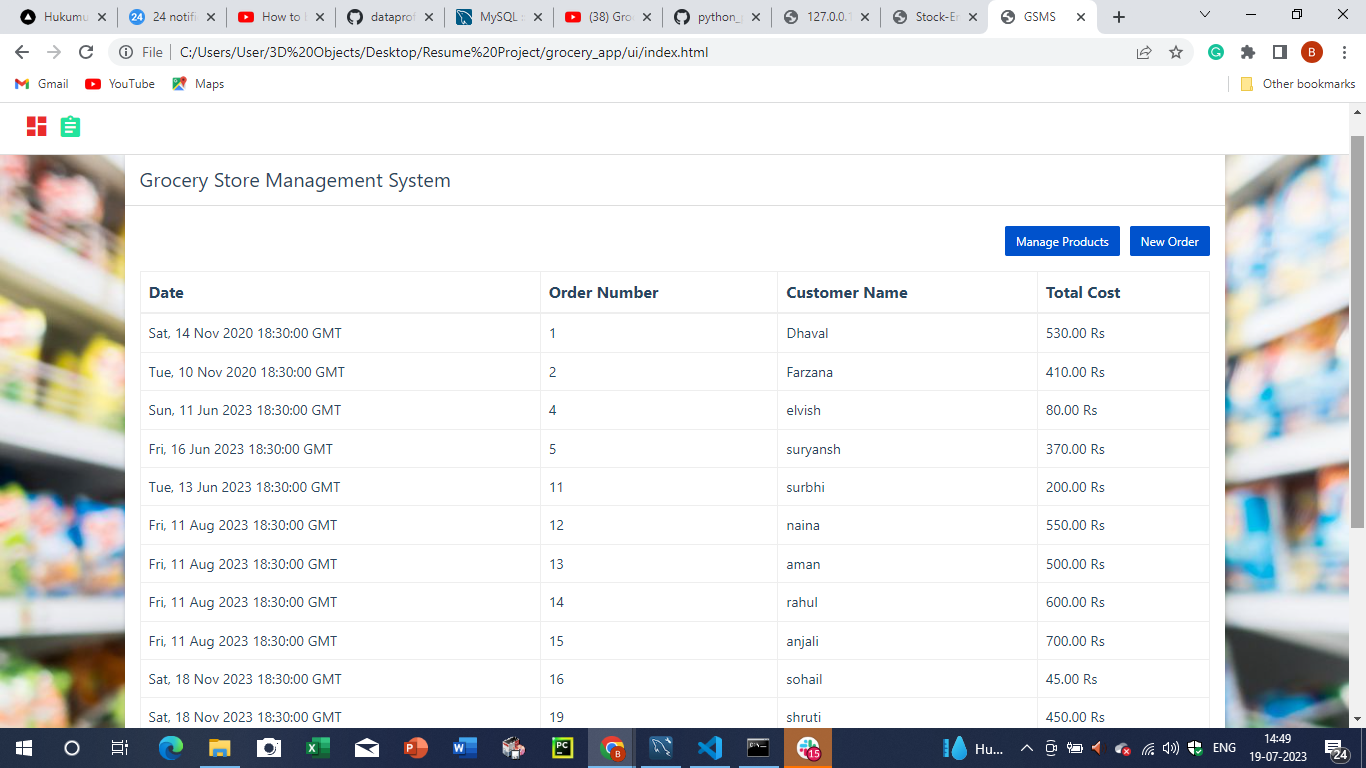 Hukumu
24 notifi
How to I
dataprof
MySQL :
(38) Gro
python_
127.0.0.1
Stock-Er
GSMS
File C:/Users/User/3D%20Objects/Desktop/Resume%20Project/grocery_app/ui/index.html
B
Gmail YouTube Maps Other bookmarks
Grocery Store Management System
Manage Products New Order
Date Order Number Customer Name Total Cost
Sat, 14 Nov 2020 18:30:00 GMT 1 Dhaval 530.00 Rs
Tue, 10 Nov 2020 18:30:00 GMT 2 Farzana 410.00 Rs
Sun, 11 Jun 2023 18:30:00 GMT 4 elvish 80.00 Rs
Fri, 16 Jun 2023 18:30:00 GMT 5 suryansh 370.00 Rs
Tue, 13 Jun 2023 18:30:00 GMT 11 surbhi 200.00 Rs
Fri, 11 Aug 2023 18:30:00 GMT 12 naina 550.00 Rs
Fri, 11 Aug 2023 18:30:00 GMT 13 aman 500.00 Rs
Fri, 11 Aug 2023 18:30:00 GMT 14 rahul 600.00 Rs
Fri, 11 Aug 2023 18:30:00 GMT 15 anjali 700.00 Rs
Sat, 18 Nov 2023 18:30:00 GMT 16 sohail 45.00 Rs
Sat, 18 Nov 2023 18:30:00 GMT 19 shruti 450.00 Rs
Hu...
ENG
14:49
19-07-2023
24
15